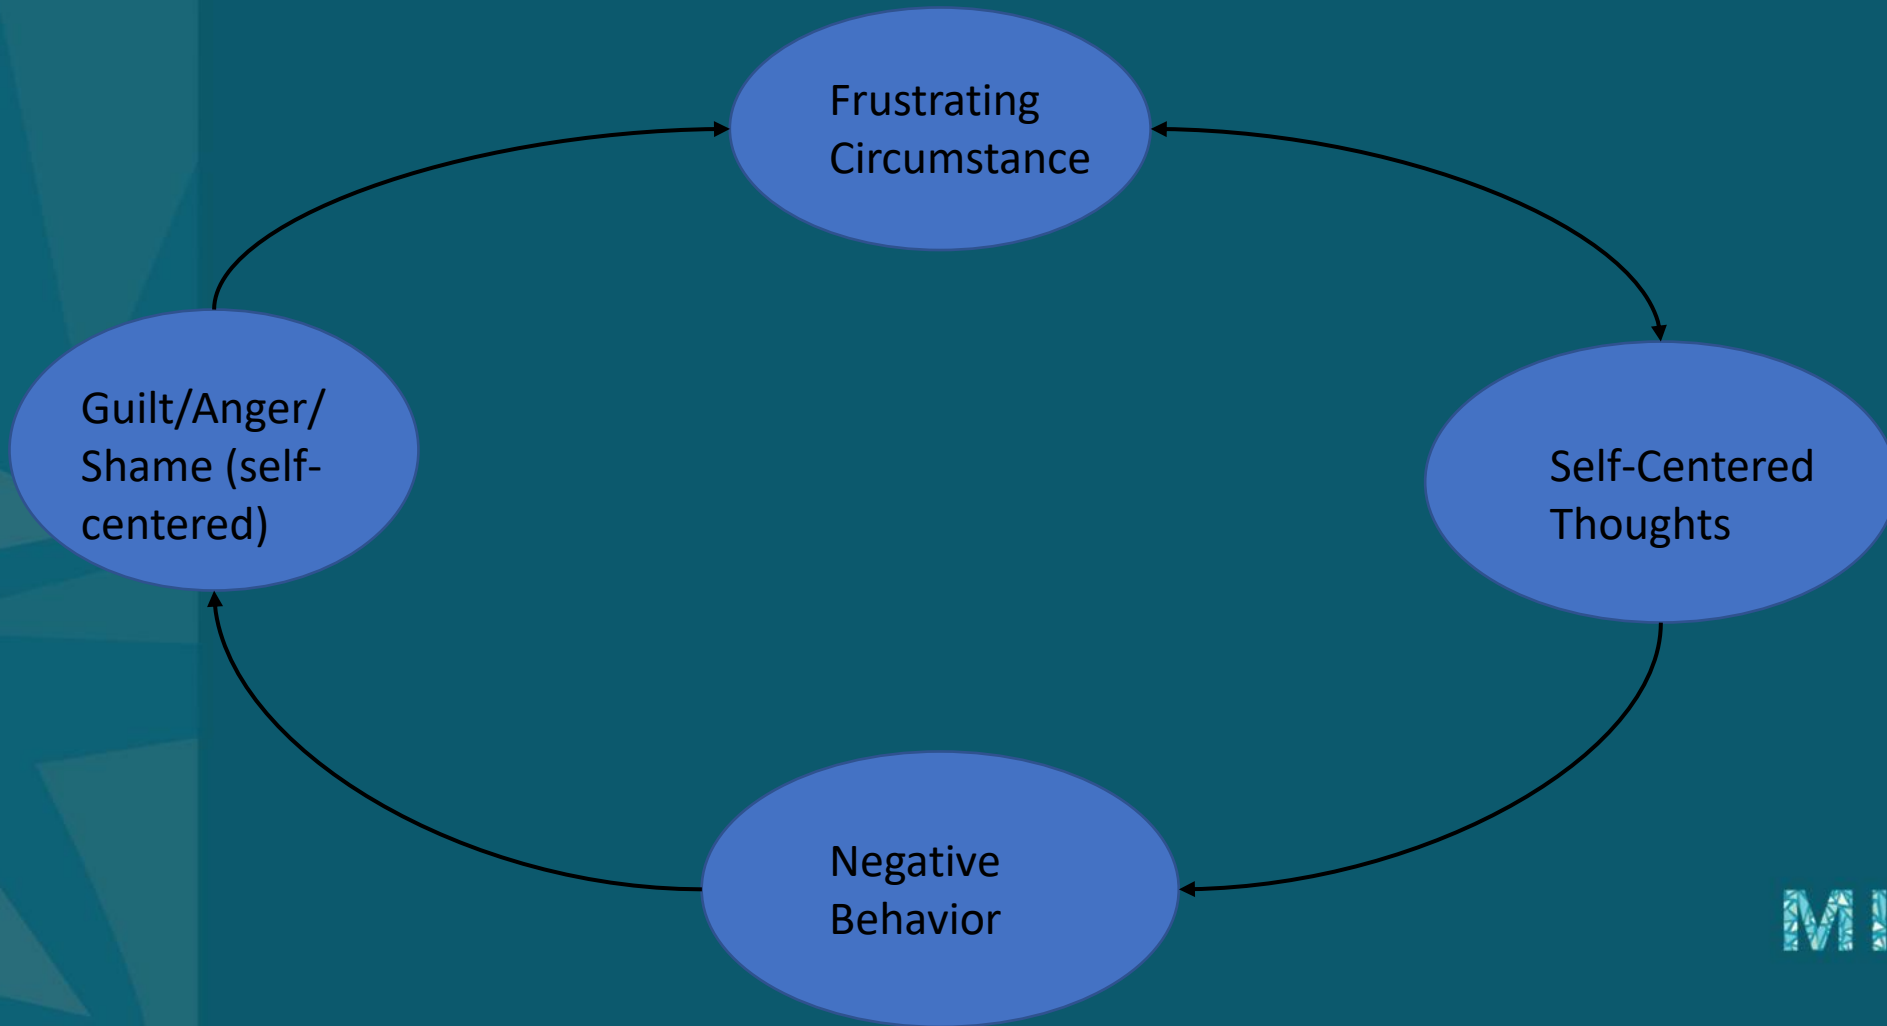 Frustrating
Circumstance
Guilt/Anger/
Shame (self-
centered)
Self-Centered
Thoughts
Negative
Behavior